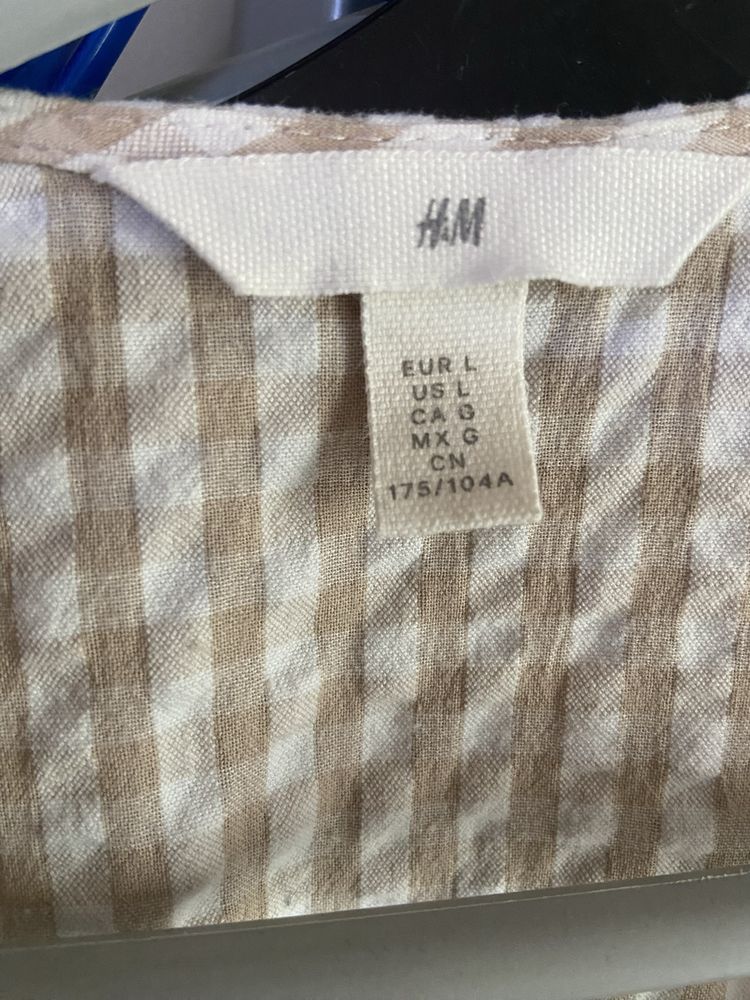 H&M
EUR L
US L
CA G
MX G
CN
175/104A